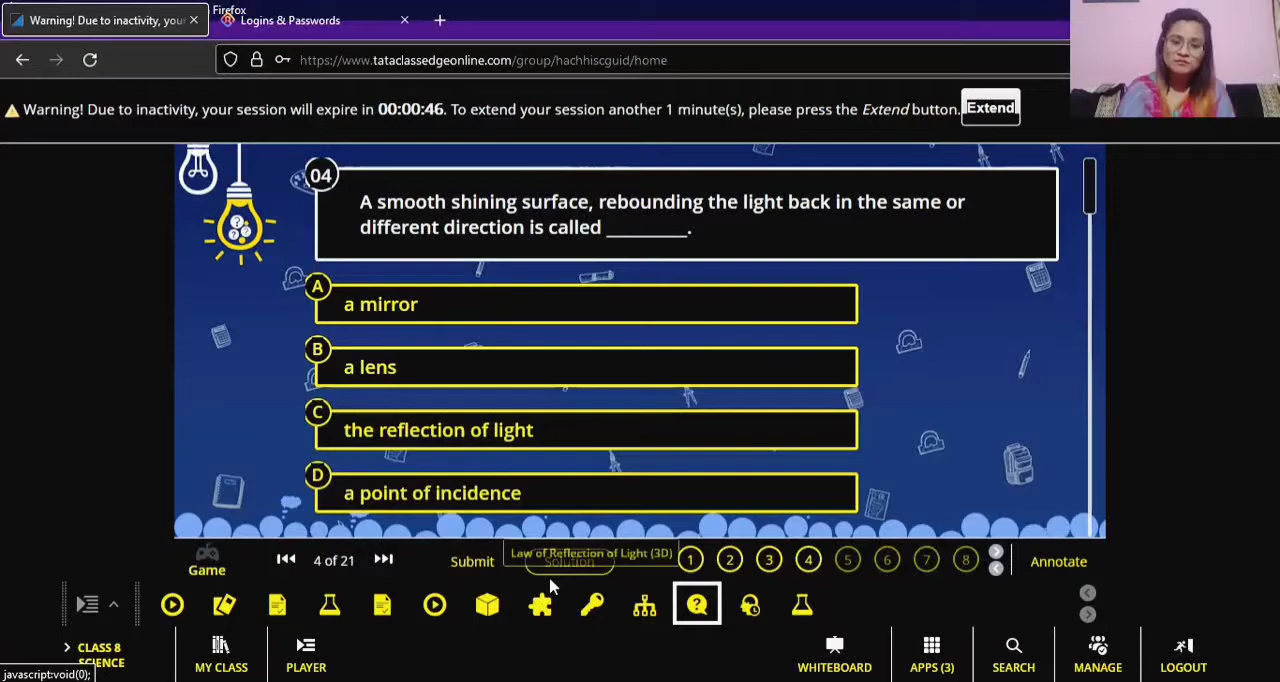 Firefox
Warning! Due to inactivity, your
Logins & Passwords
https://www.tataclassedgeonline.com/group/hachhiscguid/home
Warning! Due to inactivity, your session will expire in 00:00:46. To extend your session another 1 minute(s), please press the Extend button.
Extend
04
A smooth shining surface, rebounding the light back in the same or
different direction is called ________.
A
a mirror
B
a lens
C
the reflection of light
D
a point of incidence
Game
4 of 21
Submit
Law of Reflection of Light (3D)
Solution
1 2 3 4 5 6 7 8
Annotate
CLASS 8
SCIENCE
MY CLASS
PLAYER
WHITEBOARD
APPS (3)
SEARCH
MANAGE
LOGOUT
javascript:void(0);